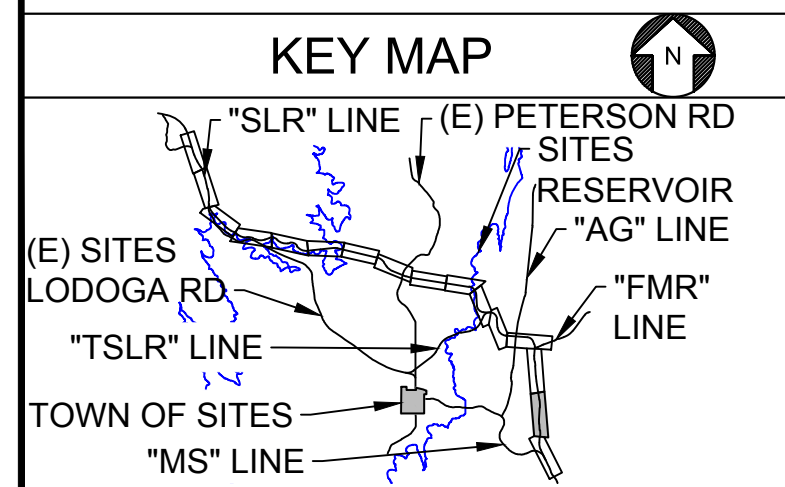 KEY MAP
N
"SLR" LINE
(E) PETERSON RD
SITES
RESERVOIR
"AG" LINE
(E) SITES
LODOGA RD
"FMR"
LINE
"TSLR" LINE
TOWN OF SITES
"MS" LINE